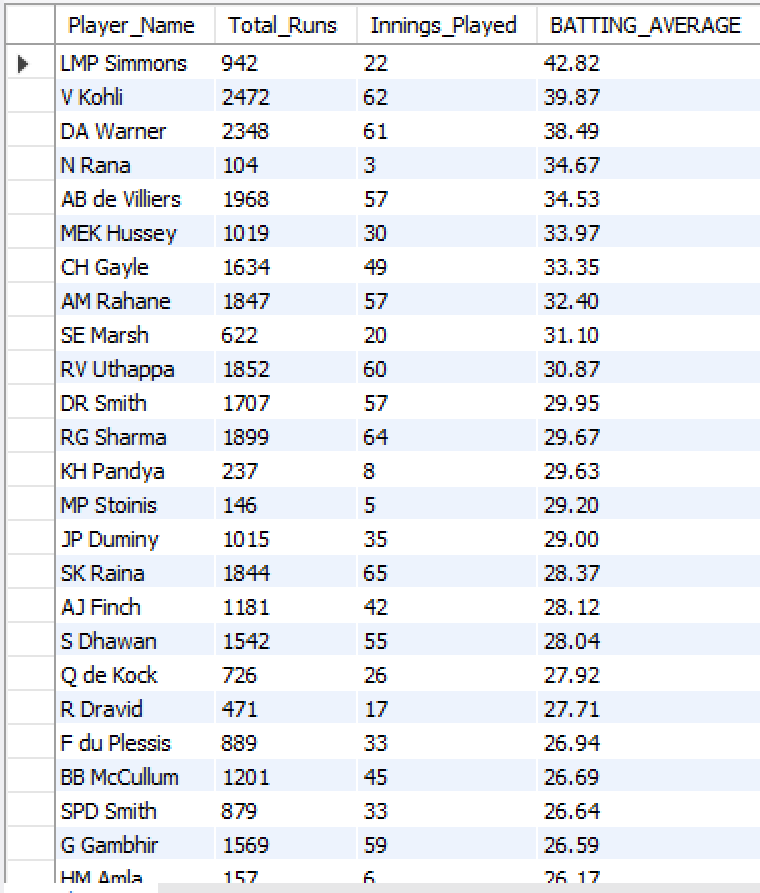 Player_Name Total_Runs Innings_Played BATTING_AVERAGE
LMP Simmons 942 22 42.82
V Kohli 2472 62 39.87
DA Warner 2348 61 38.49
N Rana 104 3 34.67
AB de Villiers 1968 57 34.53
MEK Hussey 1019 30 33.97
CH Gayle 1634 49 33.35
AM Rahane 1847 57 32.40
SE Marsh 622 20 31.10
RV Uthappa 1852 60 30.87
DR Smith 1707 57 29.95
RG Sharma 1899 64 29.67
KH Pandya 237 8 29.63
MP Stoinis 146 5 29.20
JP Duminy 1015 35 29.00
SK Raina 1844 65 28.37
AJ Finch 1181 42 28.12
S Dhawan 1542 55 28.04
Q de Kock 726 26 27.92
R Dravid 471 17 27.71
F du Plessis 889 33 26.94
BB McCullum 1201 45 26.69
SPD Smith 879 33 26.64
G Gambhir 1569 59 26.59
HM Amla 157 6 26.17